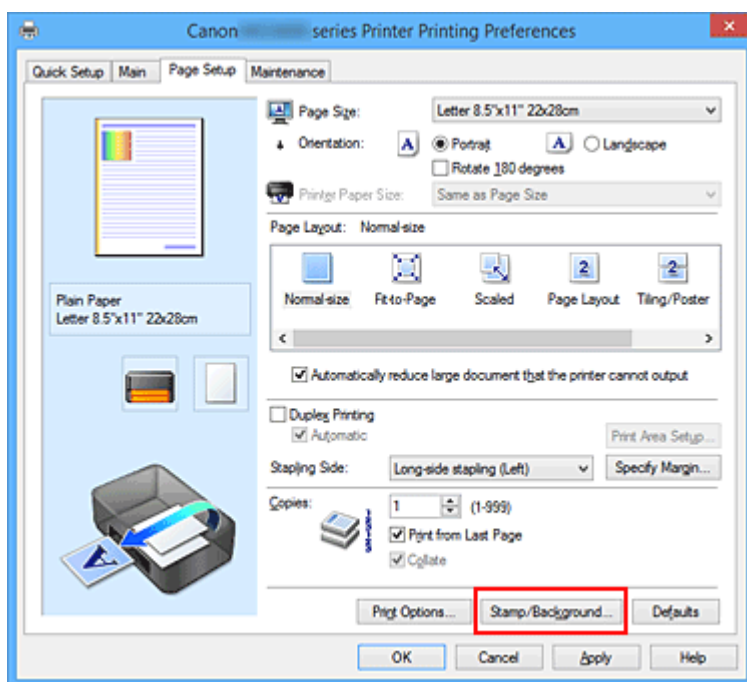 Canon series Printer Printing Preferences
Quick Setup Main Page Setup Maintenance
Page Size: Letter 8.5"x11" 22x28cm
Orientation: A Portrait A Landscape
Rotate 180 degrees
Printer Paper Size: Same as Page Size
Page Layout: Normal-size
2 2
Normal-size Fit-to-Page Scaled Page Layout Tiling/Poster
Plain Paper
Letter 8.5"x11" 22x28cm
Automatically reduce large document that the printer cannot output
Duplex Printing
Automatic
Print Area Setup...
Stapling Side: Long-side stapling (Left) Specify Margin...
Copies: 1 (1-999)
Print from Last Page
Collate
A
Print Options... Stamp/Background... Defaults
OK Cancel Apply Help